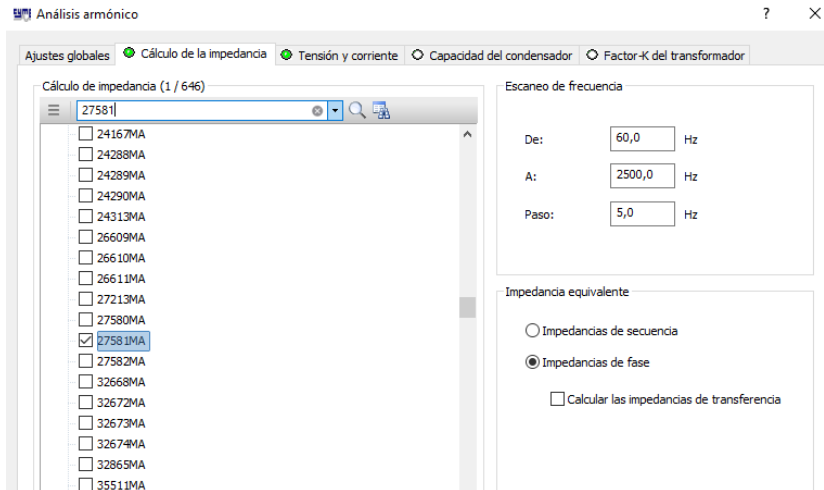 Análisis armónico
Ajustes globales Cálculo de la impedancia Tensión y corriente Capacidad del condensador Factor-K del transformador
Cálculo de impedancia (1 / 646)
27581
24167MA
24288MA
24289MA
24290MA
24313MA
26609MA
26610MA
26611MA
27213MA
27580MA
27581MA
27582MA
32668MA
32672MA
32673MA
32674MA
32865MA
35511MA
Escaneo de frecuencia
De: 60,0 Hz
A: 2500,0 Hz
Paso: 5,0 Hz
Impedancia equivalente
Impedancias de secuencia
Impedancias de fase
Calcular las impedancias de transferencia